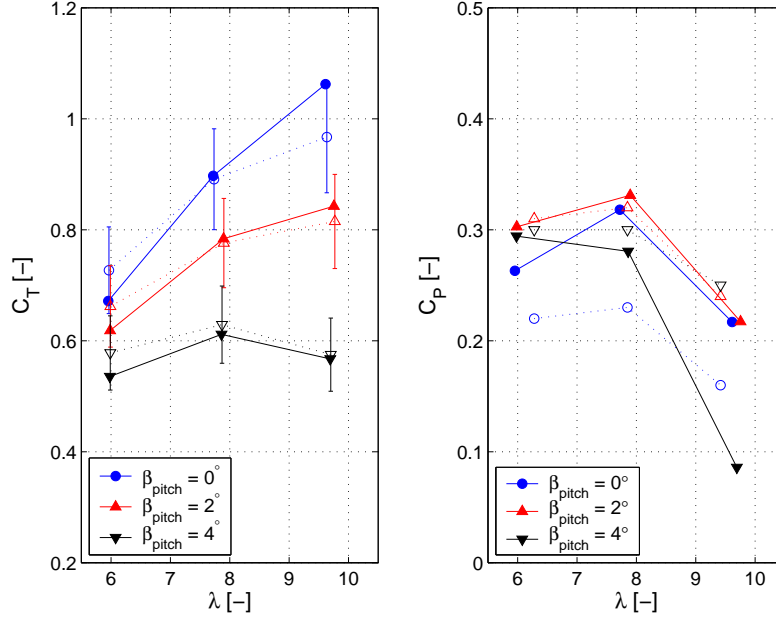 1.2
1
0.8
0.6
0.4
0.2
C_T [−]
6
7
8
9
10
λ [−]
β_pitch = 0°
β_pitch = 2°
β_pitch = 4°
0.5
0.4
0.3
0.2
0.1
0
C_P [−]
6
7
8
9
10
λ [−]
β_pitch = 0°
β_pitch = 2°
β_pitch = 4°